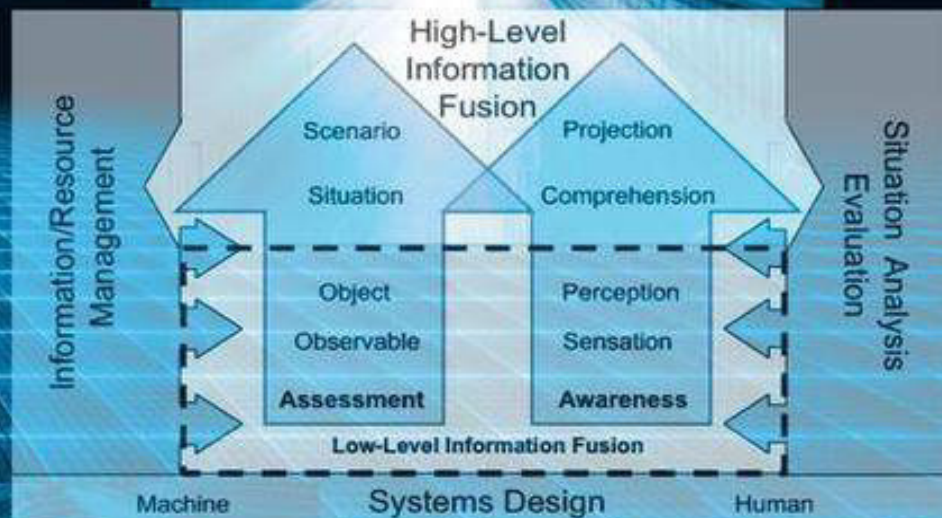 High-Level
Information
Fusion
Scenario
Projection
Situation
Comprehension
Information/Resource
Management
Situation Analysis
Evaluation
Object
Perception
Observable
Sensation
Assessment
Awareness
Low-Level Information Fusion
Machine
Systems Design
Human